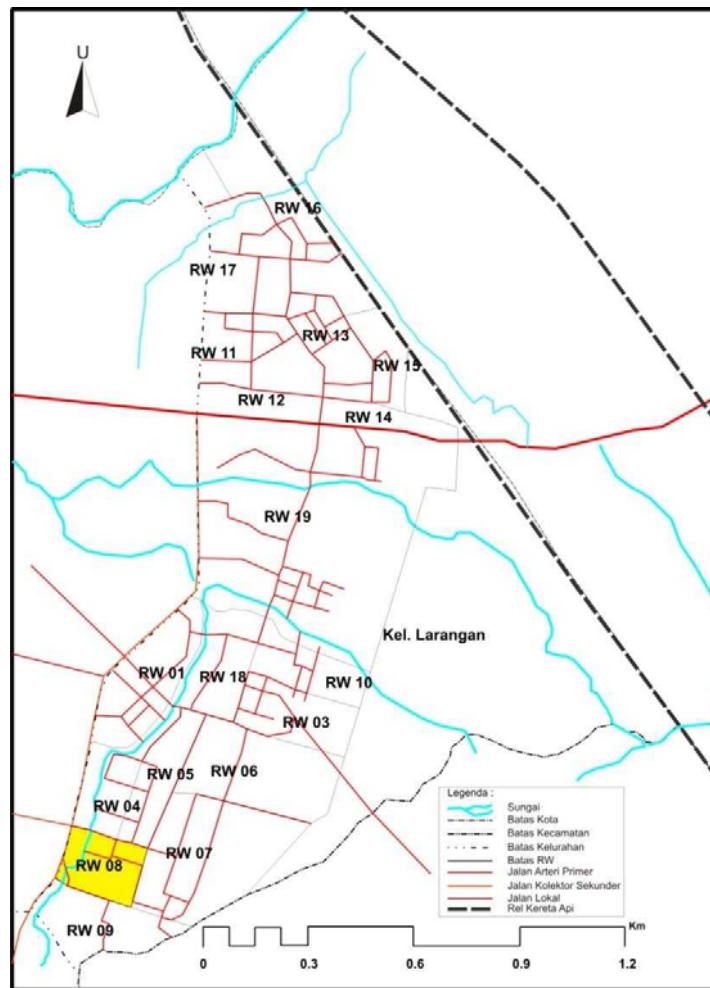 U
RW 16
RW 17
RW 13
RW 11
RW 15
RW 12
RW 14
RW 19
Kel. Larangan
RW 01
RW 18
RW 10
RW 03
RW 05
RW 06
RW 04
RW 07
RW 08
RW 09
Legenda :
Sungai
Batas Kota
Batas Kecamatan
Batas Kelurahan
Batas RW
Jalan Arteri Primer
Jalan Kolektor Sekunder
Jalan Lokal
Rel Kereta Api
Km
0 0.3 0.6 0.9 1.2